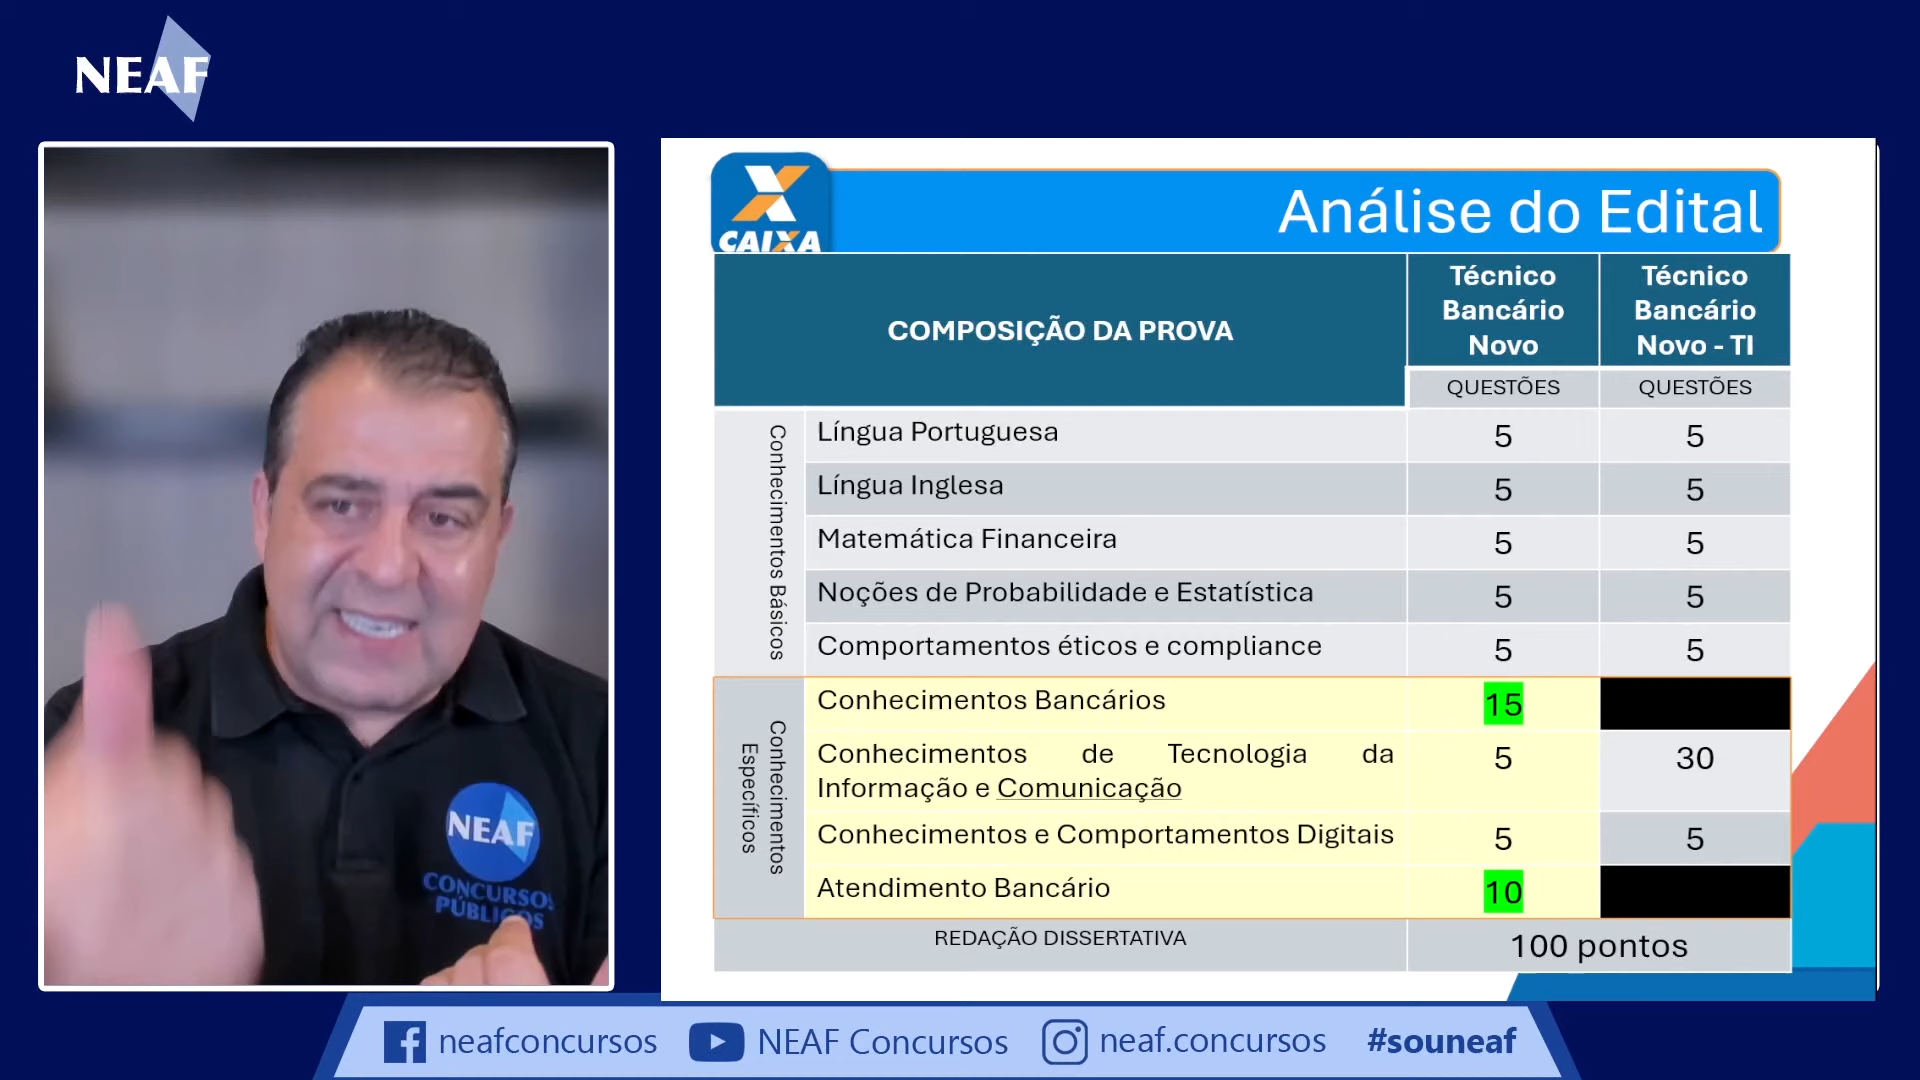 NEAF
CAIXA
Análise do Edital
COMPOSIÇÃO DA PROVA
Técnico
Bancário
Novo
Técnico
Bancário
Novo - TI
QUESTÕES
QUESTÕES
Conhecimentos Básicos
Língua Portuguesa
5
5
Língua Inglesa
5
5
Matemática Financeira
5
5
Noções de Probabilidade e Estatística
5
5
Comportamentos éticos e compliance
5
5
Conhecimentos
Específicos
Conhecimentos Bancários
15
Conhecimentos de Tecnologia da
Informação e Comunicação
5
30
Conhecimentos e Comportamentos Digitais
5
5
Atendimento Bancário
10
REDAÇÃO DISSERTATIVA
100 pontos
NEAF
CONCURSOS
PÚBLICOS
neafconcursos
NEAF Concursos
neaf.concursos
#souneaf